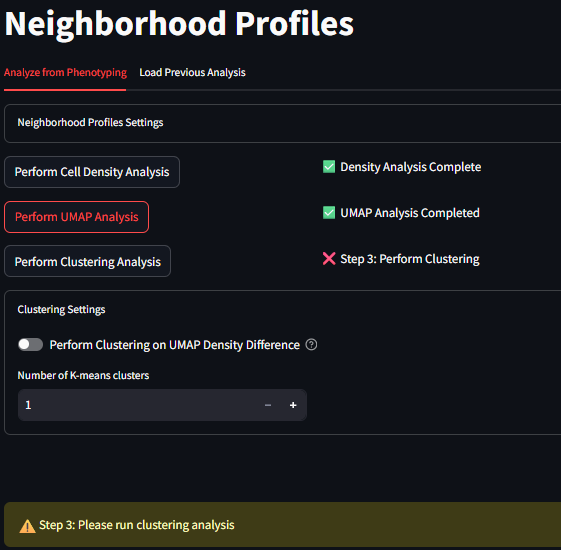 Neighborhood Profiles
Analyze from Phenotyping Load Previous Analysis
Neighborhood Profiles Settings
Perform Cell Density Analysis
✅ Density Analysis Complete
Perform UMAP Analysis
✅ UMAP Analysis Completed
Perform Clustering Analysis
❌ Step 3: Perform Clustering
Clustering Settings
Perform Clustering on UMAP Density Difference ?
Number of K-means clusters
1 − +
⚠️ Step 3: Please run clustering analysis